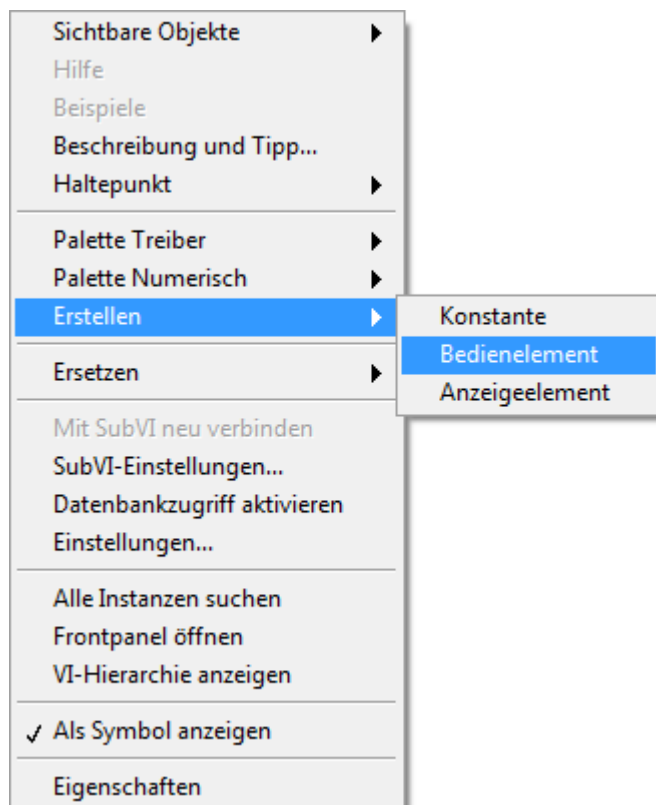 Sichtbare Objekte
Hilfe
Beispiele
Beschreibung und Tipp...
Haltepunkt
Palette Treiber
Palette Numerisch
Erstellen
Konstante
Bedienelement
Anzeigeelement
Ersetzen
Mit SubVI neu verbinden
SubVI-Einstellungen...
Datenbankzugriff aktivieren
Einstellungen...
Alle Instanzen suchen
Frontpanel öffnen
VI-Hierarchie anzeigen
Als Symbol anzeigen
Eigenschaften